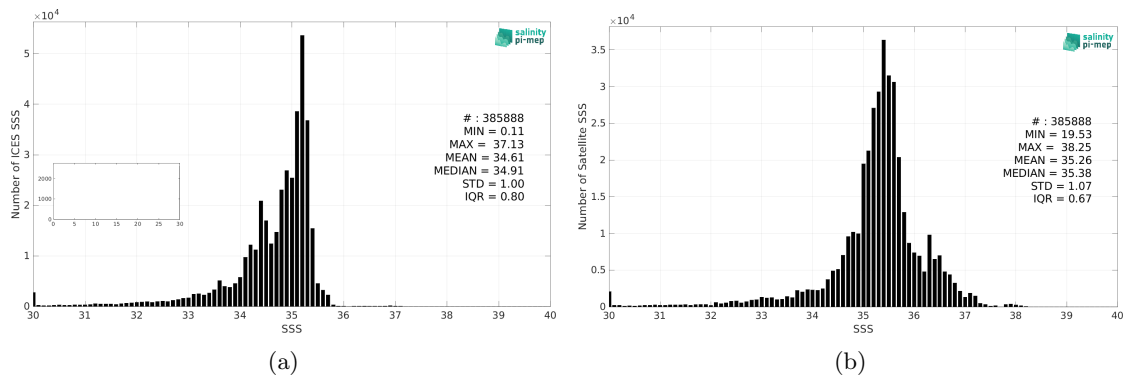 ×10⁴
salinity
pi-mep
6
5
4
3
2
1
0
Number of ICES SSS
# : 385888
MIN = 0.11
MAX = 37.13
MEAN = 34.61
MEDIAN = 34.91
STD = 1.00
IQR = 0.80
2000
1000
0
0 5 10 15 20 25 30
30 31 32 33 34 35 36 37 38 39 40
SSS
(a)
×10⁴
salinity
pi-mep
3.5
3
2.5
2
1.5
1
0.5
0
Number of Satellite SSS
# : 385888
MIN = 19.53
MAX = 38.25
MEAN = 35.26
MEDIAN = 35.38
STD = 1.07
IQR = 0.67
30 31 32 33 34 35 36 37 38 39 40
SSS
(b)